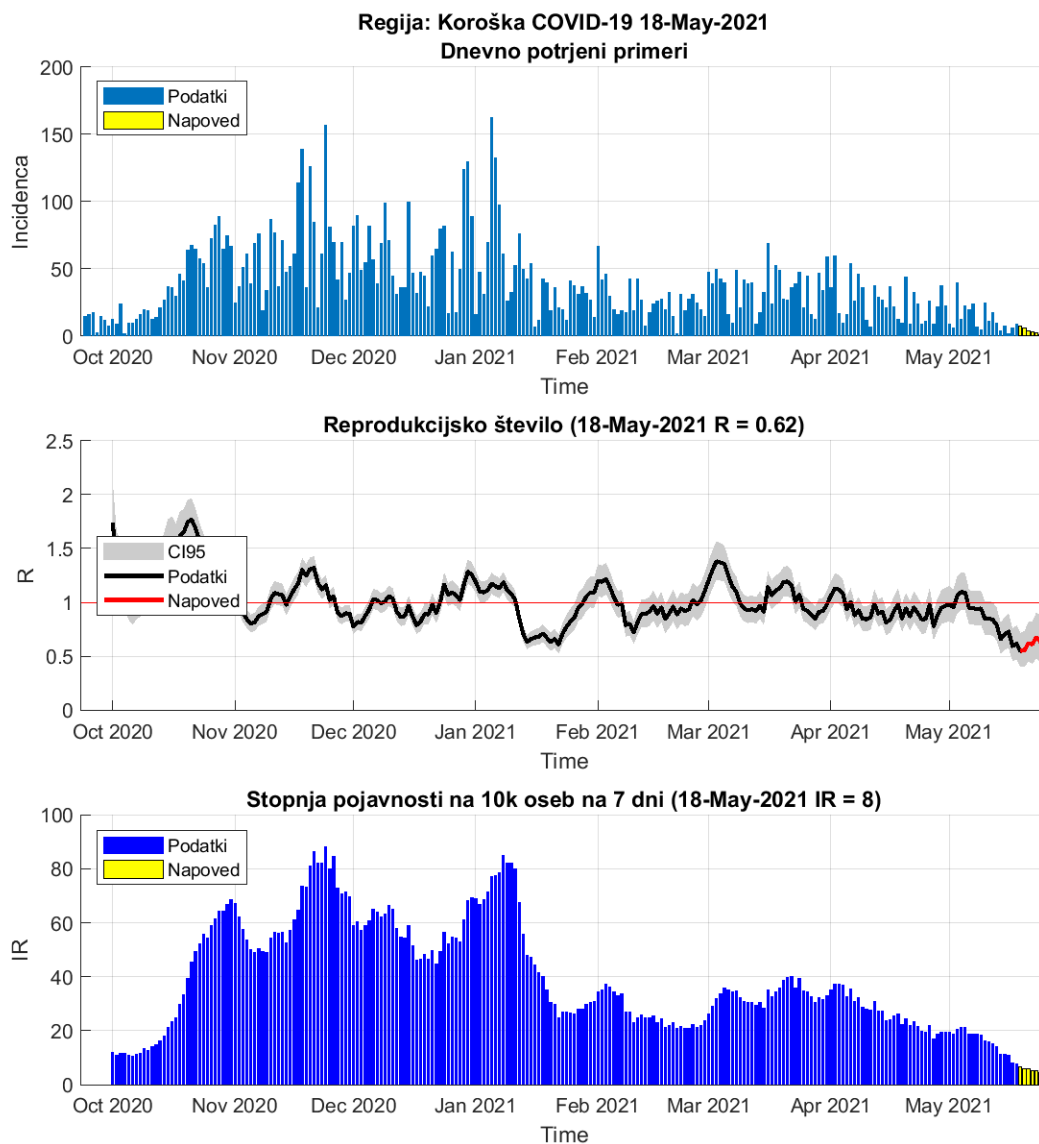 Regija: Koroška COVID-19 18-May-2021
Dnevno potrjeni primeri
200
150
100
50
0
Incidenca
Podatki
Napoved
Oct 2020 Nov 2020 Dec 2020 Jan 2021 Feb 2021 Mar 2021 Apr 2021 May 2021
Time
Reprodukcijsko število (18-May-2021 R = 0.62)
2.5
2
1.5
1
0.5
0
R
CI95
Podatki
Napoved
Oct 2020 Nov 2020 Dec 2020 Jan 2021 Feb 2021 Mar 2021 Apr 2021 May 2021
Time
Stopnja pojavnosti na 10k oseb na 7 dni (18-May-2021 IR = 8)
100
80
60
40
20
0
IR
Podatki
Napoved
Oct 2020 Nov 2020 Dec 2020 Jan 2021 Feb 2021 Mar 2021 Apr 2021 May 2021
Time